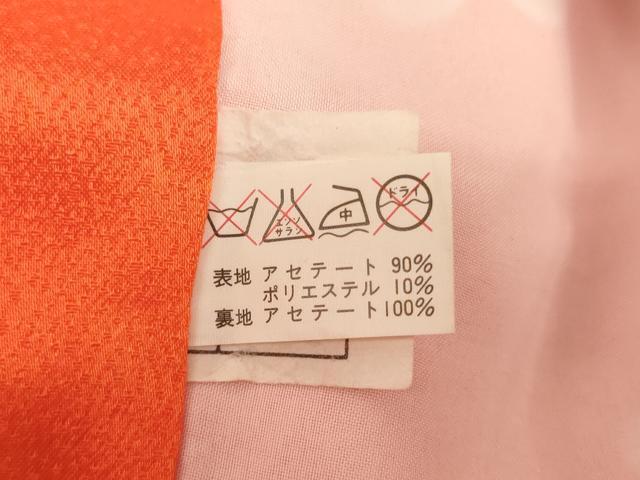 エンソ
サラシ
中
ドライ
表地 アセテート 90%
ポリエステル 10%
裏地 アセテート100%